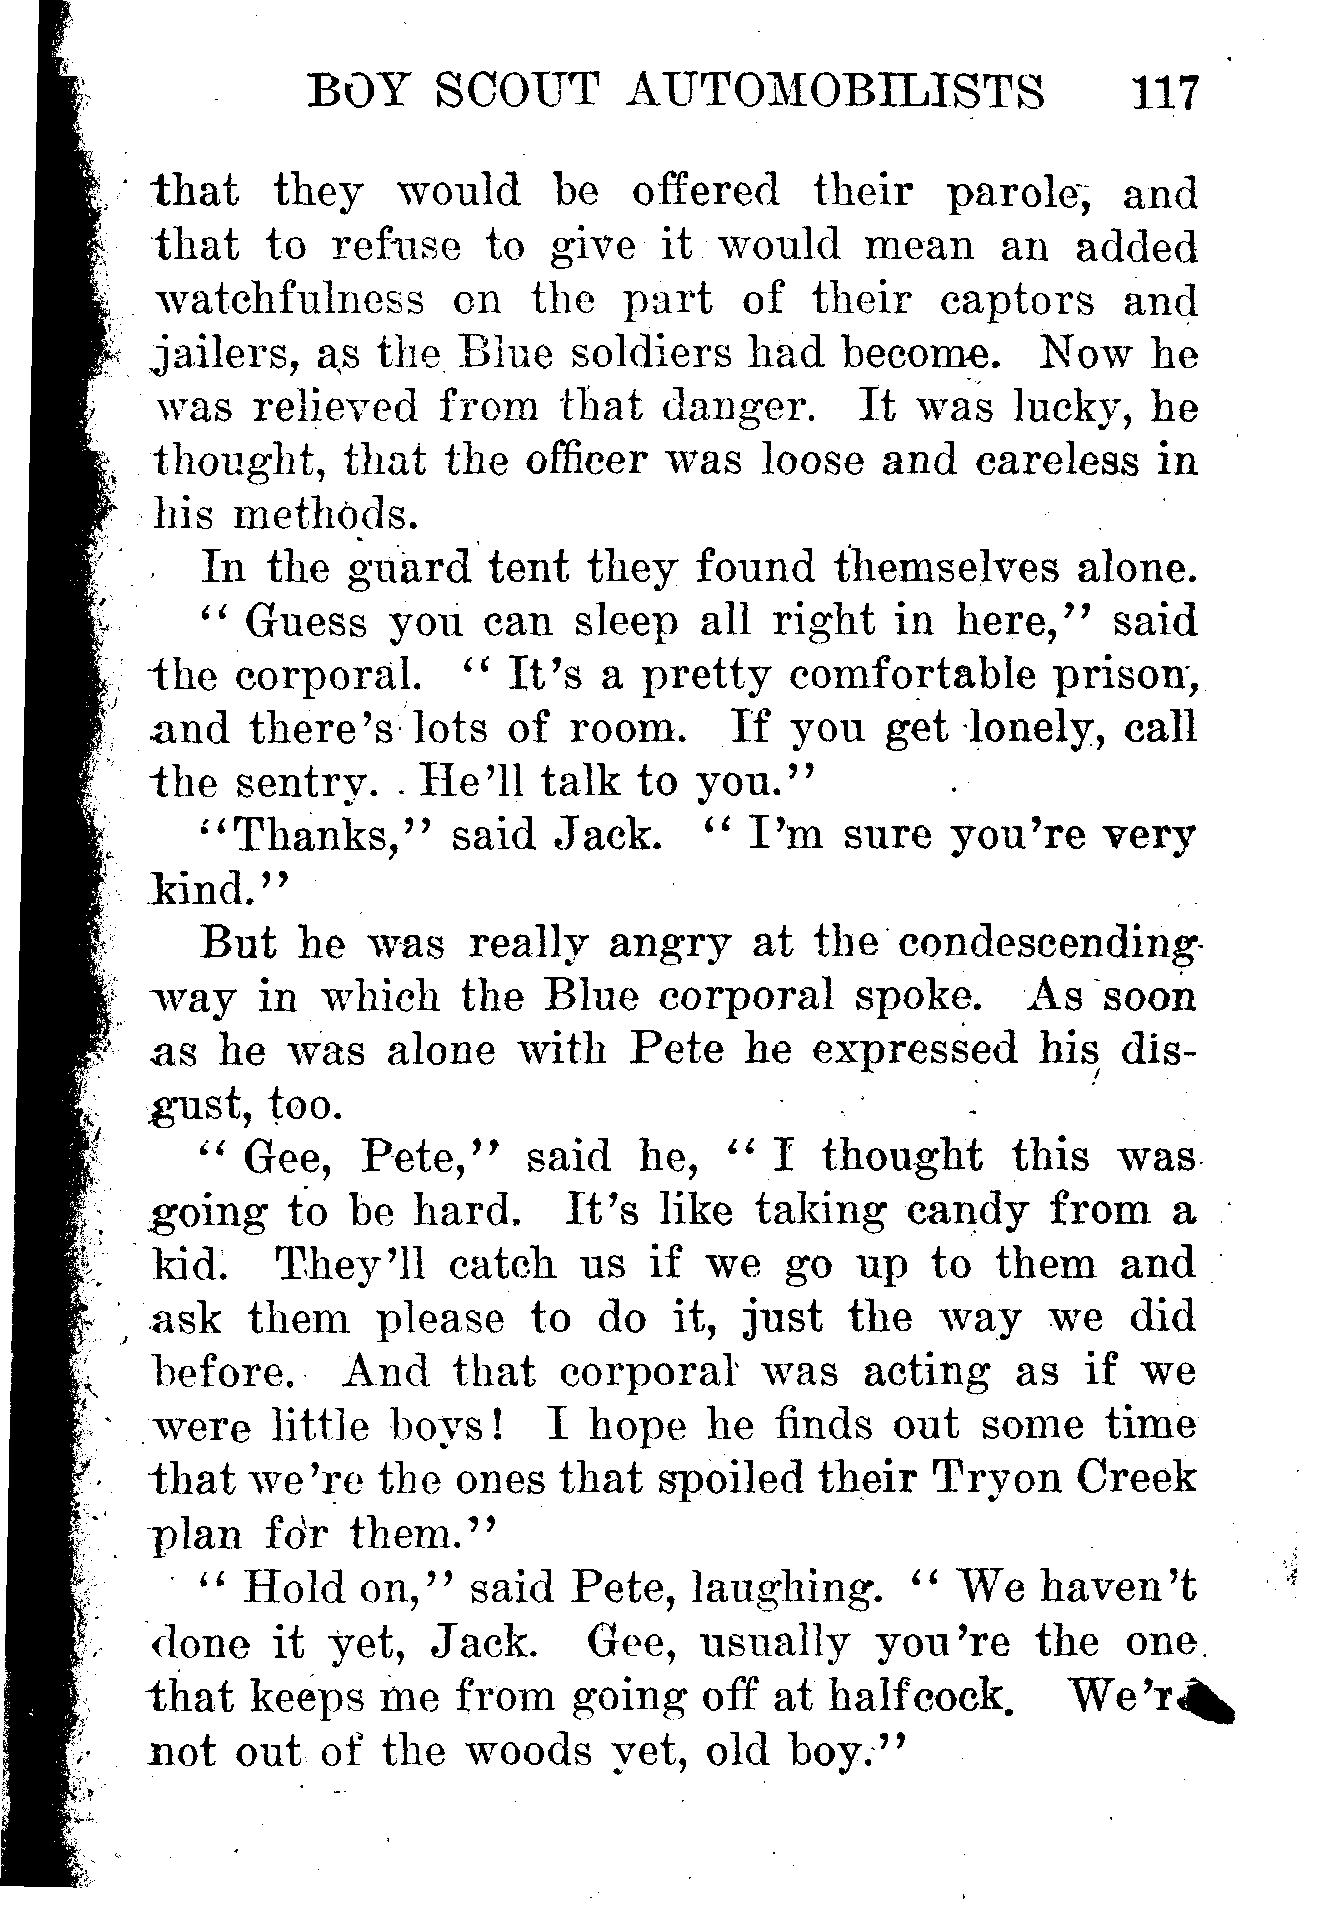 BOY SCOUT AUTOMOBILISTS 117
that they would be offered their parole, and
that to refuse to give it would mean an added
watchfulness on the part of their captors and
jailers, as the Blue soldiers had become. Now he
was relieved from that danger. It was lucky, he
thought, that the officer was loose and careless in
his methods.
In the guard tent they found themselves alone.
“ Guess you can sleep all right in here,” said
the corporal. “ It’s a pretty comfortable prison,
and there’s lots of room. If you get lonely, call
the sentry. He’ll talk to you.”
“Thanks,” said Jack. “ I’m sure you’re very
kind.”
But he was really angry at the condescending
way in which the Blue corporal spoke. As soon
as he was alone with Pete he expressed his dis-
gust, too.
“ Gee, Pete,” said he, “ I thought this was
going to be hard. It’s like taking candy from a
kid. They’ll catch us if we go up to them and
ask them please to do it, just the way we did
before. And that corporal was acting as if we
were little boys! I hope he finds out some time
that we’re the ones that spoiled their Tryon Creek
plan for them.”
“ Hold on,” said Pete, laughing. “ We haven’t
done it yet, Jack. Gee, usually you’re the one
that keeps me from going off at halfcock. We’re
not out of the woods yet, old boy.”